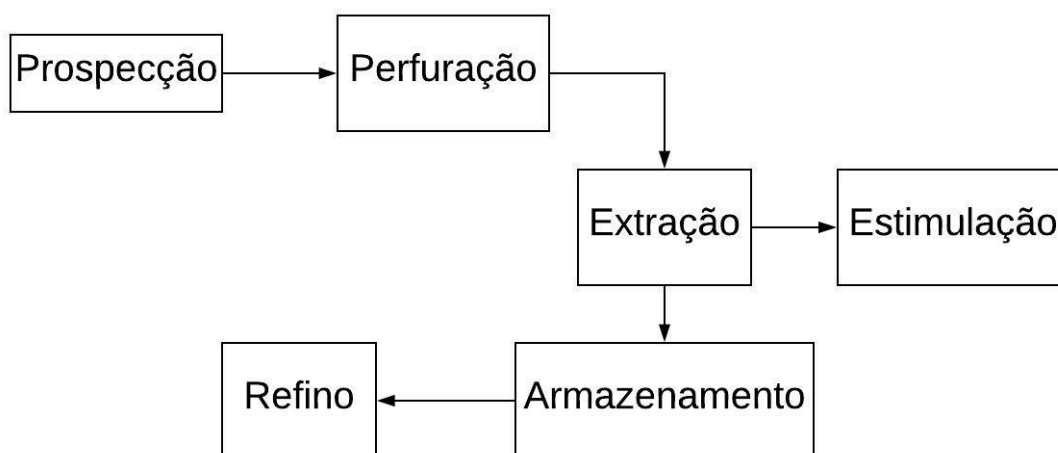 Prospecção
Perfuração
Extração
Estimulação
Refino
Armazenamento